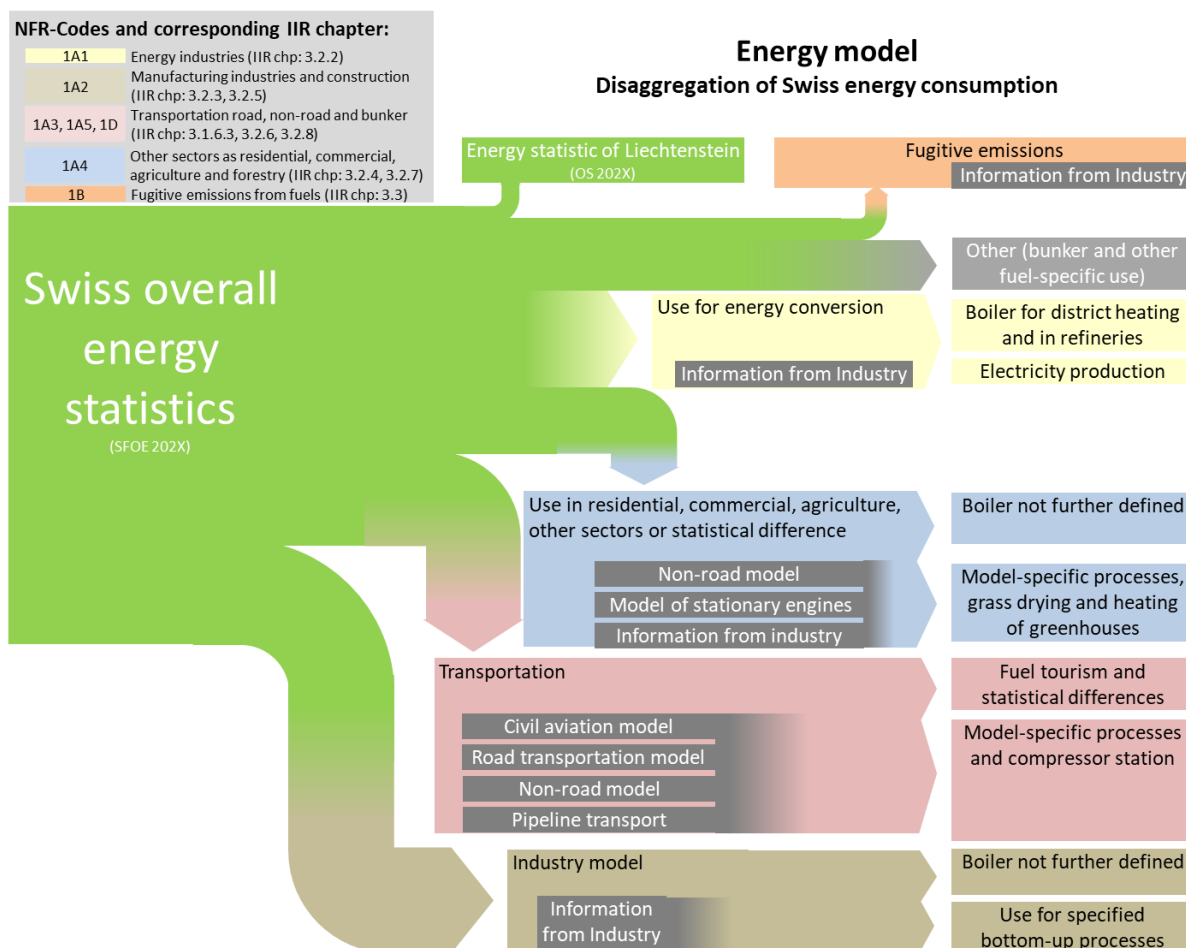 NFR-Codes and corresponding IIR chapter:
1A1
Energy industries (IIR chp: 3.2.2)
1A2
Manufacturing industries and construction
(IIR chp: 3.2.3, 3.2.5)
1A3, 1A5, 1D
Transportation road, non-road and bunker
(IIR chp: 3.1.6.3, 3.2.6, 3.2.8)
1A4
Other sectors as residential, commercial,
agriculture and forestry (IIR chp: 3.2.4, 3.2.7)
1B
Fugitive emissions from fuels (IIR chp: 3.3)
Energy model
Disaggregation of Swiss energy consumption
Energy statistic of Liechtenstein
(OS 202X)
Fugitive emissions
Information from Industry
Swiss overall
energy
statistics
(SFOE 202X)
Other (bunker and other
fuel-specific use)
Use for energy conversion
Information from Industry
Boiler for district heating
and in refineries
Electricity production
Use in residential, commercial, agriculture,
other sectors or statistical difference
Non-road model
Model of stationary engines
Information from industry
Boiler not further defined
Model-specific processes,
grass drying and heating
of greenhouses
Transportation
Civil aviation model
Road transportation model
Non-road model
Pipeline transport
Fuel tourism and
statistical differences
Model-specific processes
and compressor station
Industry model
Information
from Industry
Boiler not further defined
Use for specified
bottom-up processes